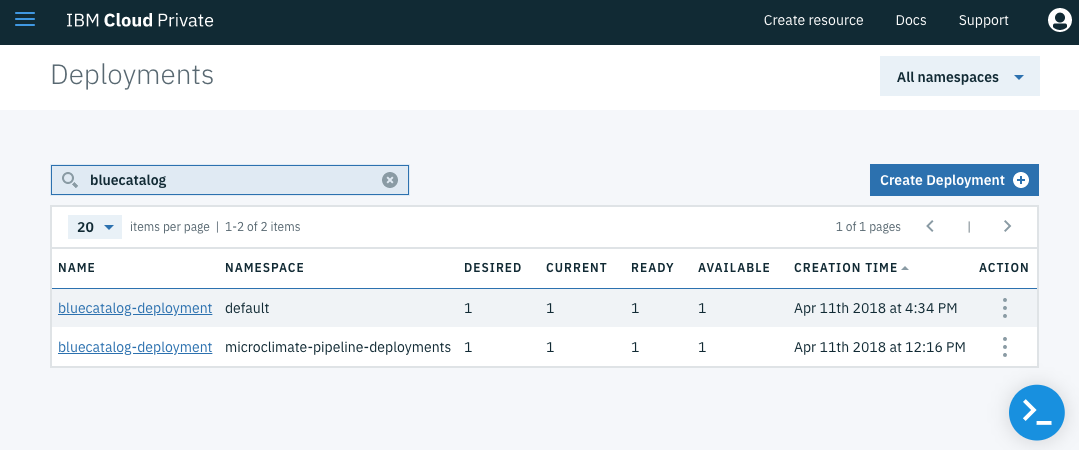 IBM Cloud Private Create resource Docs Support
Deployments
All namespaces
bluecatalog
Create Deployment
20 items per page | 1-2 of 2 items 1 of 1 pages |
NAME NAMESPACE DESIRED CURRENT READY AVAILABLE CREATION TIME ACTION
bluecatalog-deployment default 1 1 1 1 Apr 11th 2018 at 4:34 PM
bluecatalog-deployment microclimate-pipeline-deployments 1 1 1 1 Apr 11th 2018 at 12:16 PM